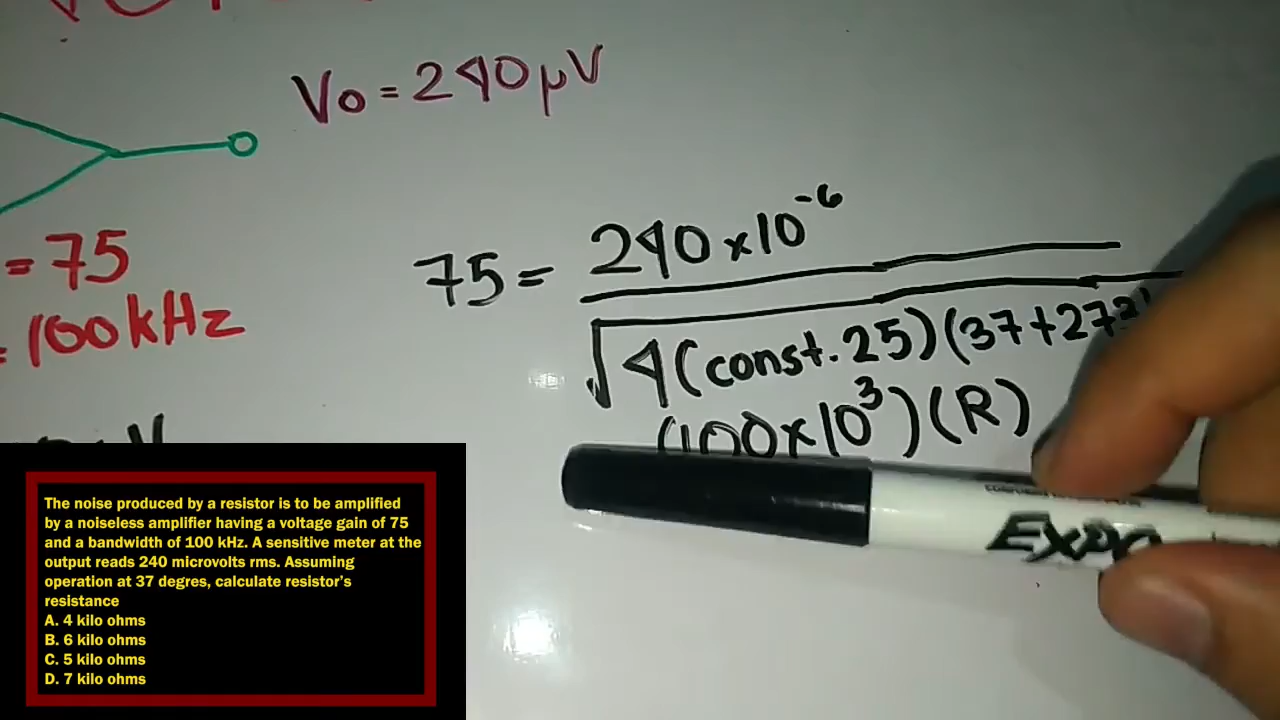 Vo = 240μV
= 75
= 100kHz
75 = 240 x 10⁻⁶
√4(const. 25)(37+273)
(100x10³)(R)
V
EXPO
The noise produced by a resistor is to be amplified
by a noiseless amplifier having a voltage gain of 75
and a bandwidth of 100 kHz. A sensitive meter at the
output reads 240 microvolts rms. Assuming
operation at 37 degres, calculate resistor's
resistance
A. 4 kilo ohms
B. 6 kilo ohms
C. 5 kilo ohms
D. 7 kilo ohms